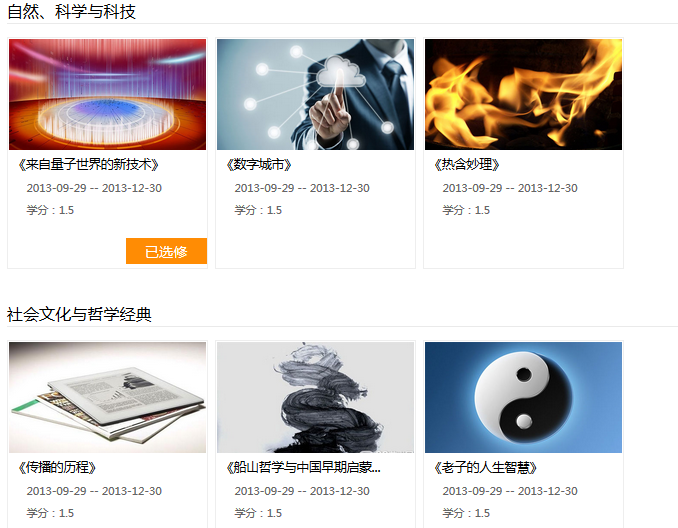 自然、科学与科技
《来自量子世界的新技术》
《数字城市》
《热含妙理》
2013-09-29 -- 2013-12-30
2013-09-29 -- 2013-12-30
2013-09-29 -- 2013-12-30
学分：1.5
学分：1.5
学分：1.5
已选修
社会文化与哲学经典
《传播的历程》
《船山哲学与中国早期启蒙...
《老子的人生智慧》
2013-09-29 -- 2013-12-30
2013-09-29 -- 2013-12-30
2013-09-29 -- 2013-12-30
学分：1.5
学分：1.5
学分：1.5